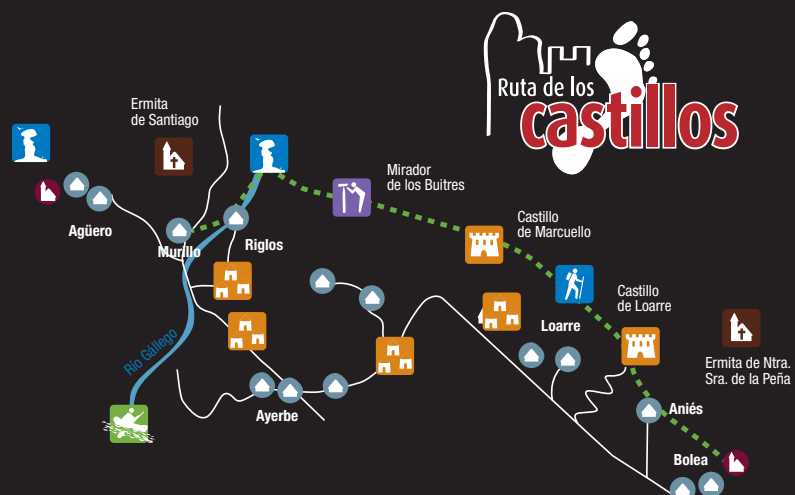 Ruta de los
castillos
Ermita
de Santiago
Mirador
de los Buitres
Castillo
de Marcuello
Agüero
Murillo
Riglos
Castillo
de Loarre
Loarre
Río Gállego
Ermita de Ntra.
Sra. de la Peña
Ayerbe
Aniés
Bolea